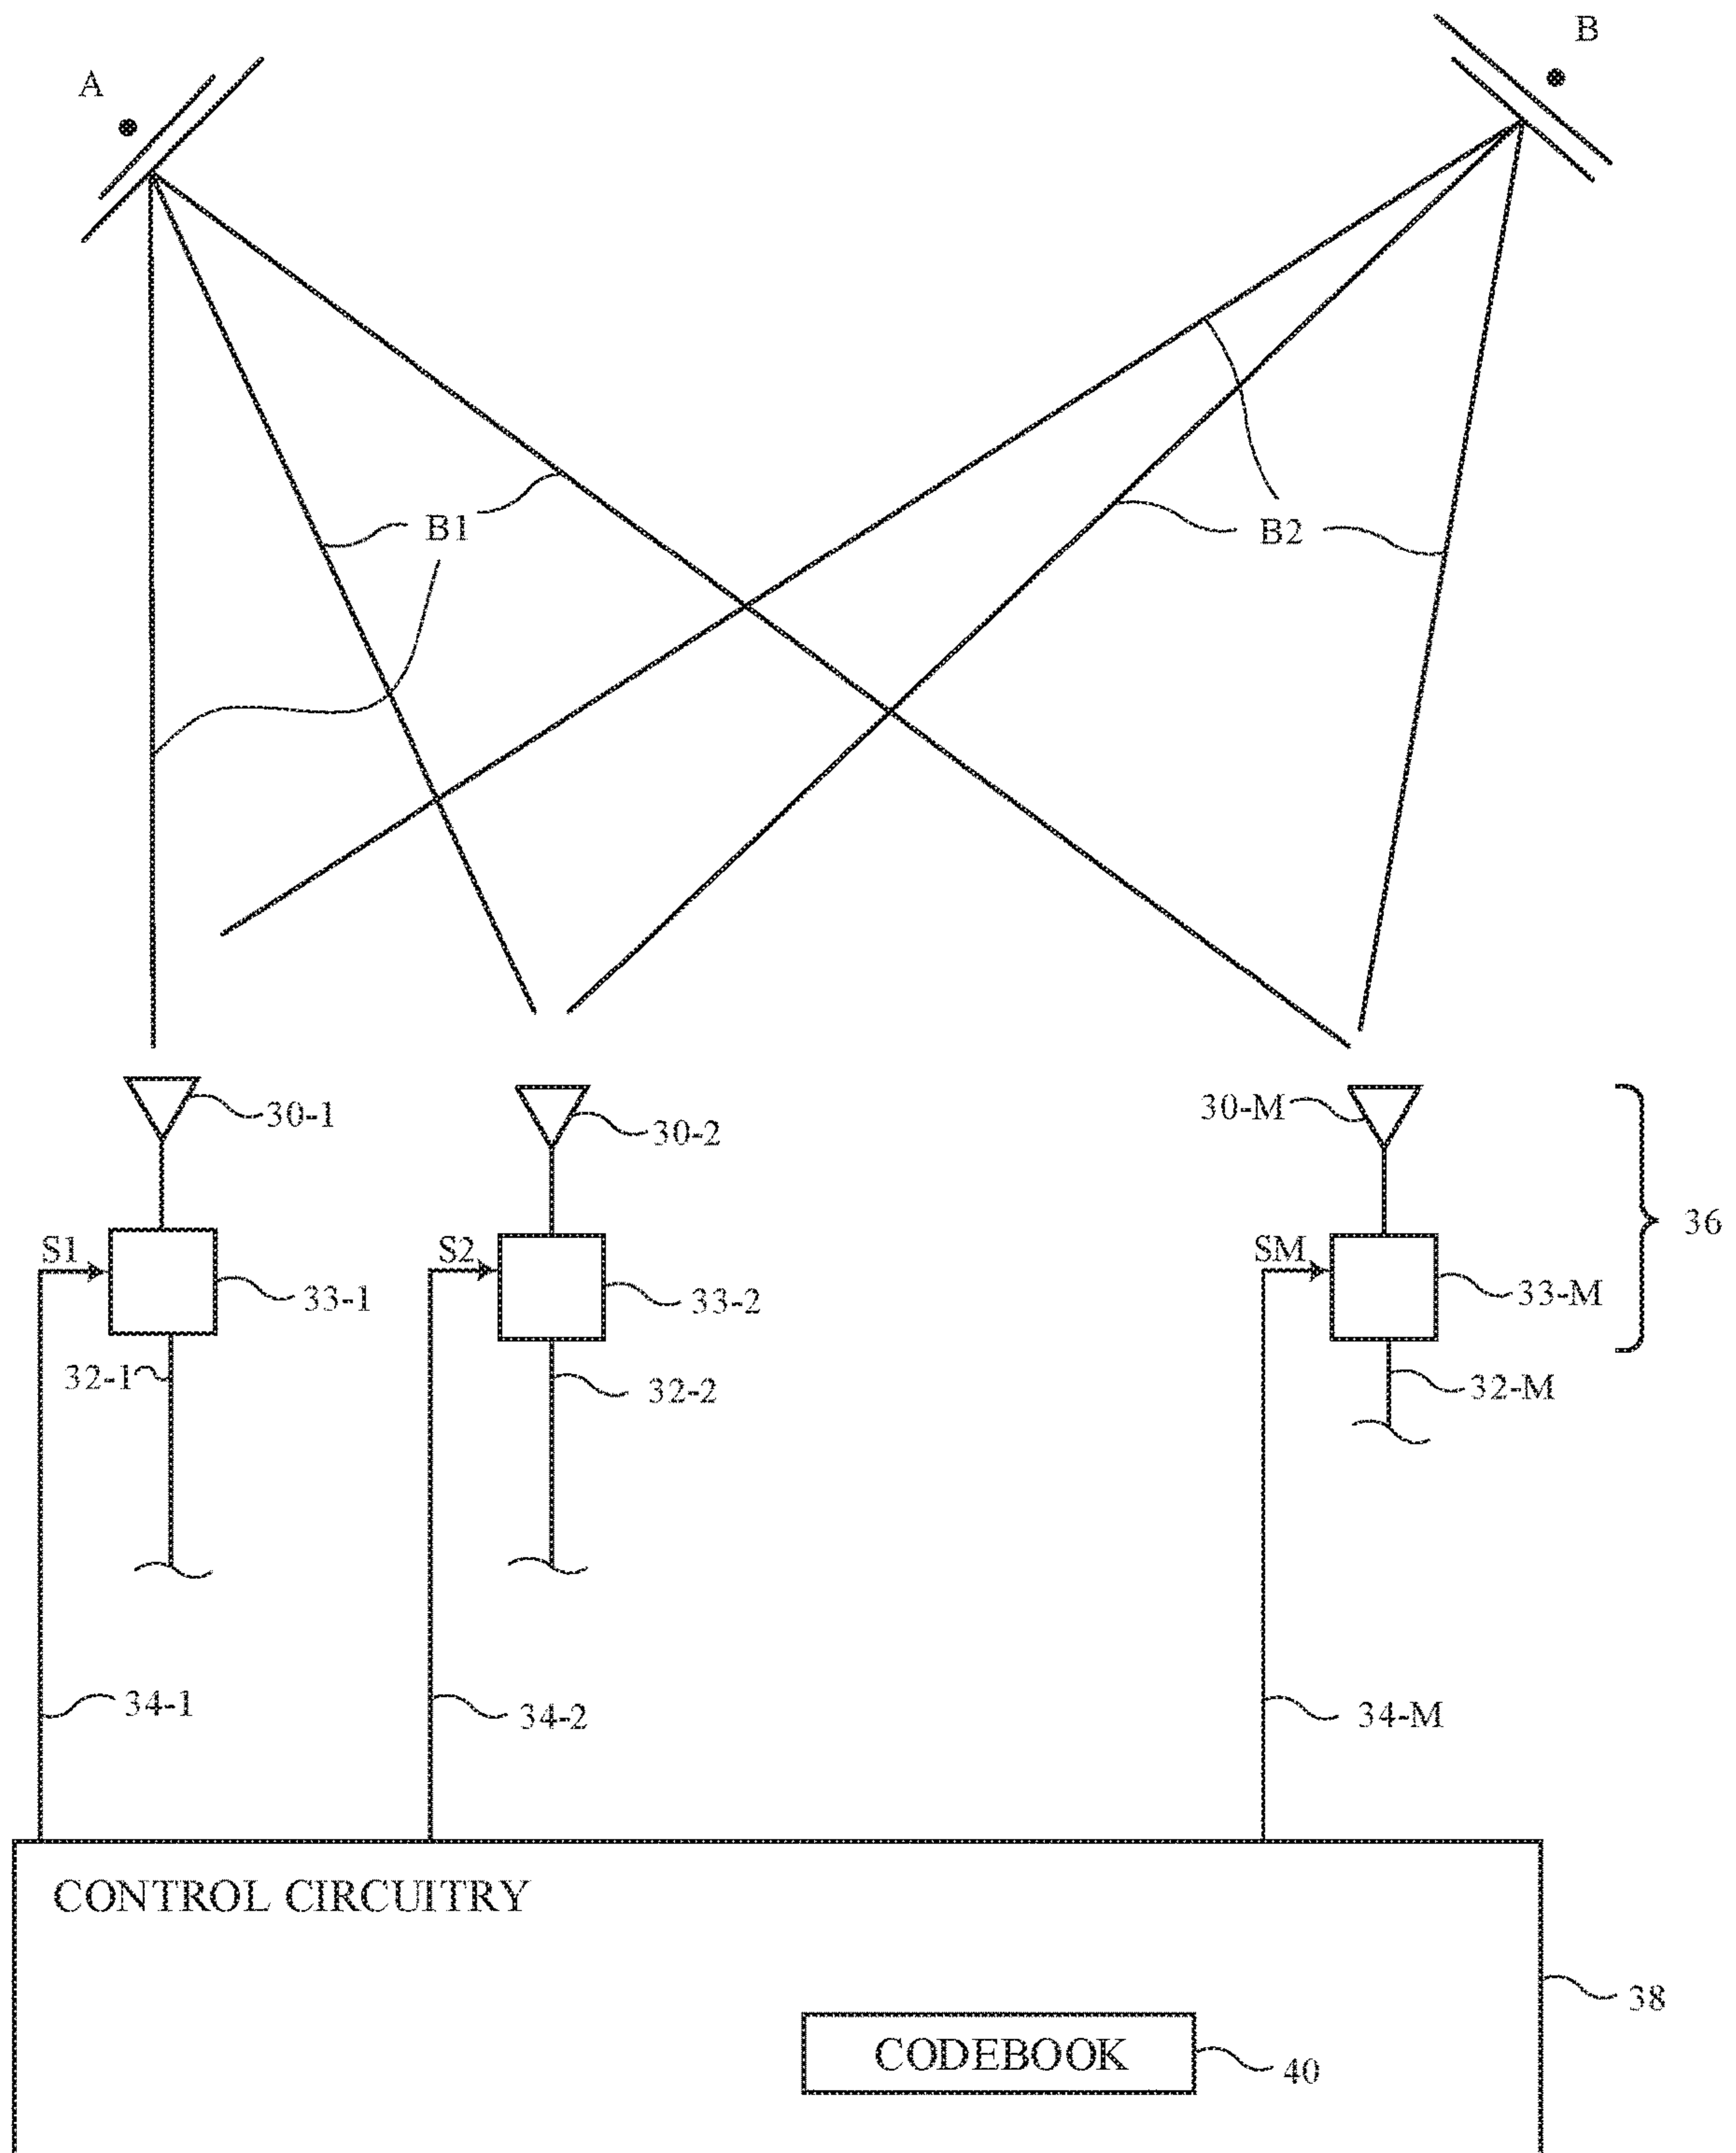 B
A
B1
B2
30-1
30-2
30-M
36
S1
S2
SM
33-1
33-2
33-M
32-1
32-2
32-M
34-1
34-2
34-M
CONTROL CIRCUITRY
38
CODEBOOK
40